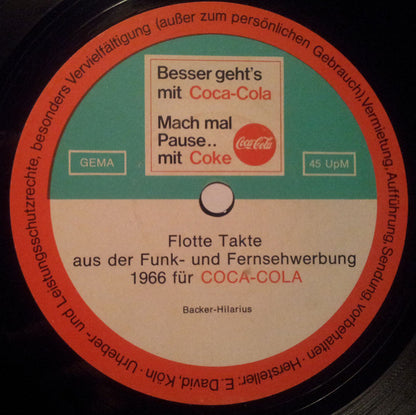 Urheber- und Leistungsschutzrechte, besonders Vervielfältigung (außer zum persönlichen Gebrauch), Vermietung, Aufführung, Sendung, vorbehalten · Hersteller: E. David, Köln ·
Besser geht's
mit Coca-Cola
Mach mal
Pause..
mit Coke
Coca-Cola
GEMA
45 UpM
Flotte Takte
aus der Funk- und Fernsehwerbung
1966 für COCA-COLA
Backer-Hilarius